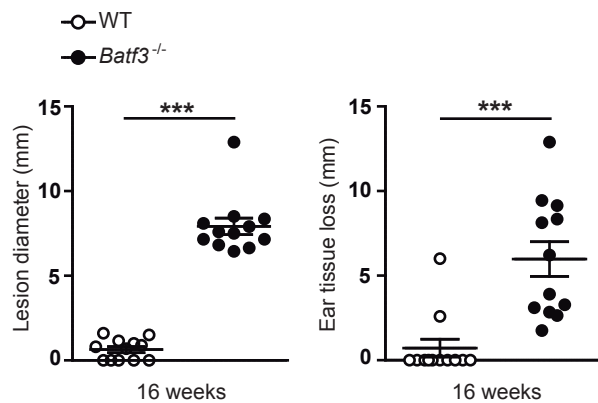 WT
Batf3 -/-
***
15
10
5
0
Lesion diameter (mm)
16 weeks
***
15
10
5
0
Ear tissue loss (mm)
16 weeks